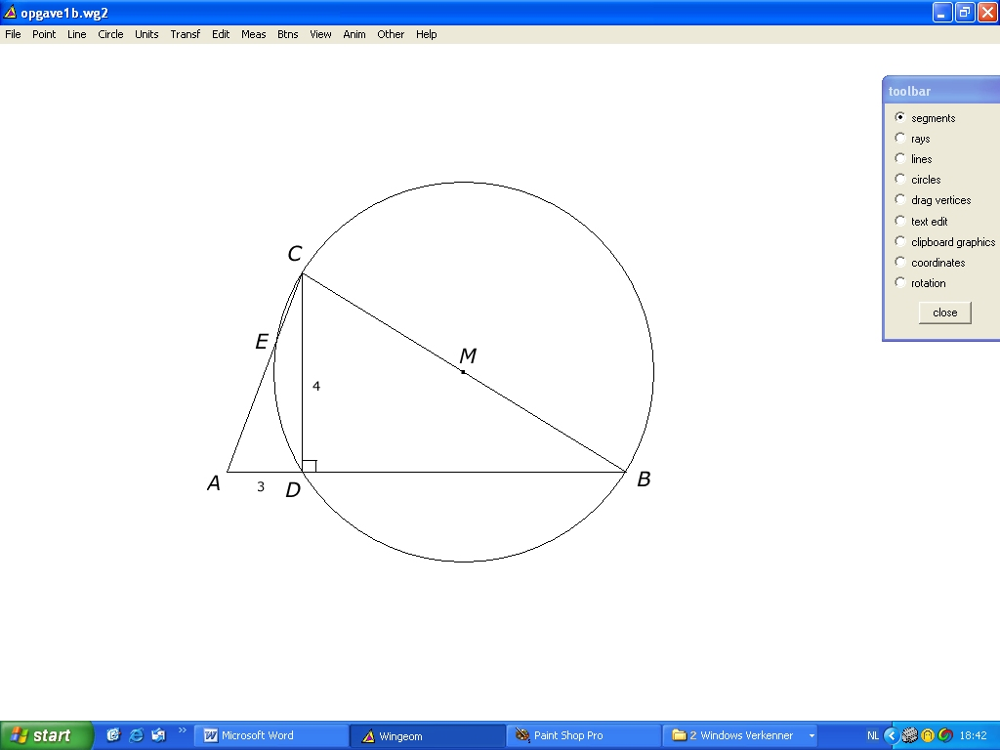 opgave1b.wg2
File Point Line Circle Units Transf Edit Meas Btns View Anim Other Help
toolbar
segments
rays
lines
circles
drag vertices
text edit
clipboard graphics
coordinates
rotation
close
C
E
M
4
A
3
D
B
start
Microsoft Word
Wingeom
Paint Shop Pro
2 Windows Verkenner
NL
18:42